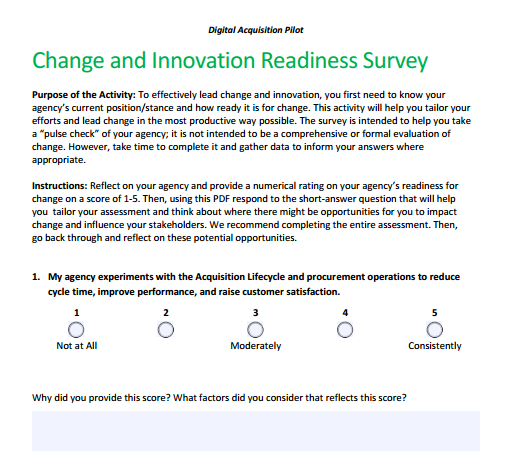 Digital Acquisition Pilot
Change and Innovation Readiness Survey
Purpose of the Activity: To effectively lead change and innovation, you first need to know your
agency's current position/stance and how ready it is for change. This activity will help you tailor your
efforts and lead change in the most productive way possible. The survey is intended to help you take
a "pulse check" of your agency; it is not intended to be a comprehensive or formal evaluation of
change. However, take time to complete it and gather data to inform your answers where
appropriate.
Instructions: Reflect on your agency and provide a numerical rating on your agency's readiness for
change on a score of 1-5. Then, using this PDF respond to the short-answer question that will help
you tailor your assessment and think about where there might be opportunities for you to impact
change and influence your stakeholders. We recommend completing the entire assessment. Then,
go back through and reflect on these potential opportunities.
1. My agency experiments with the Acquisition Lifecycle and procurement operations to reduce
cycle time, improve performance, and raise customer satisfaction.
1 2 3 4 5
Not at All Moderately Consistently
Why did you provide this score? What factors did you consider that reflects this score?